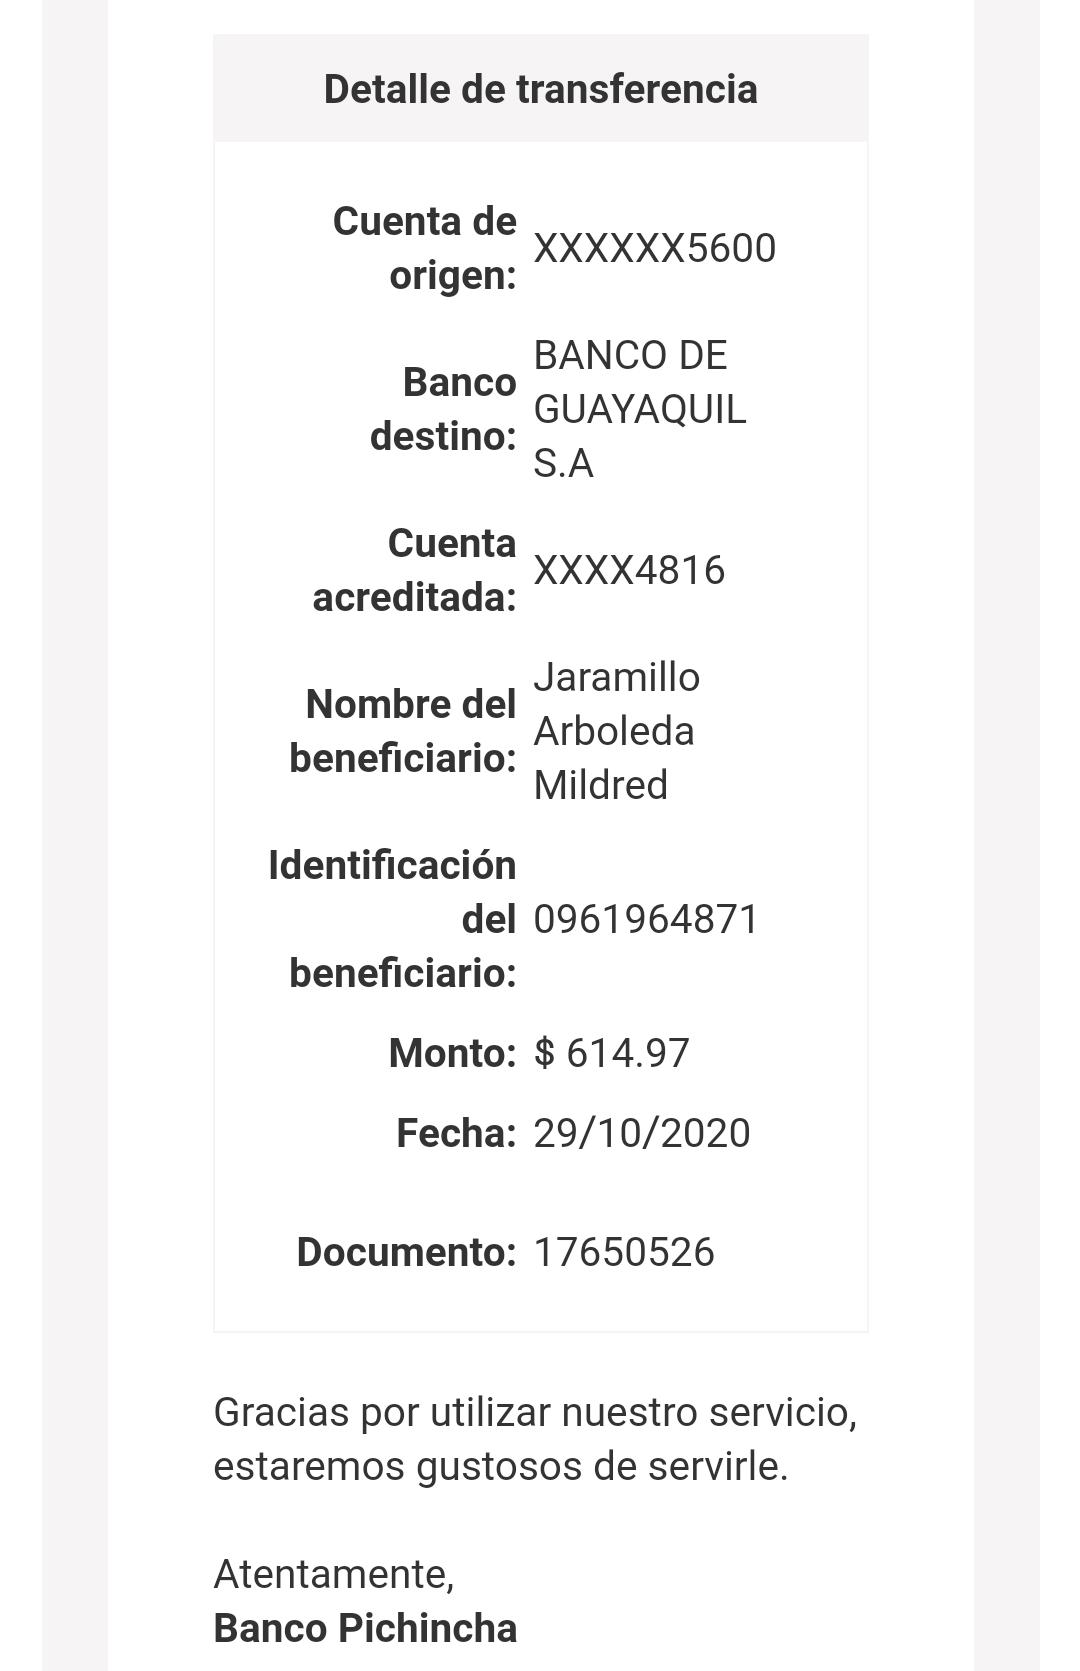 Detalle de transferencia
Cuenta de
origen:
XXXXXX5600
Banco
destino:
BANCO DE
GUAYAQUIL
S.A
Cuenta
acreditada:
XXXX4816
Nombre del
beneficiario:
Jaramillo
Arboleda
Mildred
Identificación
del
beneficiario:
0961964871
Monto: $ 614.97
Fecha: 29/10/2020
Documento: 17650526
Gracias por utilizar nuestro servicio,
estaremos gustosos de servirle.
Atentamente,
Banco Pichincha